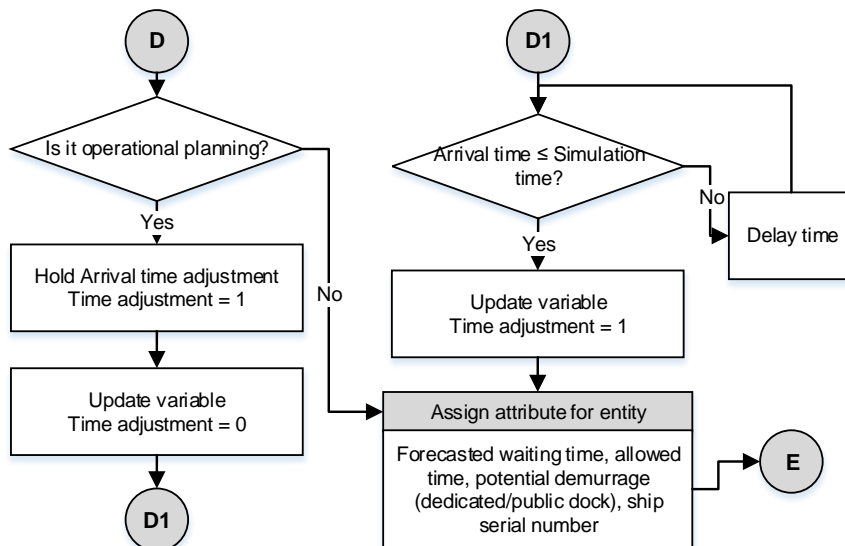 D
Is it operational planning?
Yes
Hold Arrival time adjustment
Time adjustment = 1
No
Update variable
Time adjustment = 0
D1
D1
Arrival time ≤ Simulation
time?
No
Delay time
Yes
Update variable
Time adjustment = 1
Assign attribute for entity
Forecasted waiting time, allowed
time, potential demurrage
(dedicated/public dock), ship
serial number
E